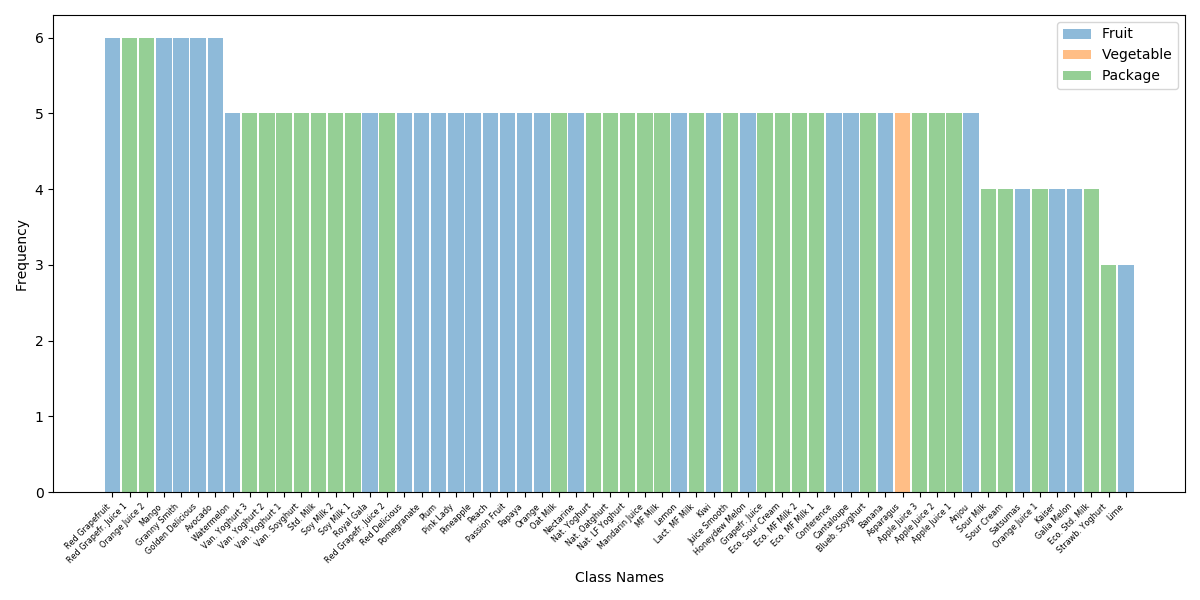 Fruit
Vegetable
Package
Frequency
6
5
4
3
2
1
0
Red Grapefruit
Red Grapefr. Juice 1
Orange Juice 2
Mango
Granny Smith
Golden Delicious
Avocado
Watermelon
Van. Yoghurt 3
Van. Yoghurt 2
Van. Yoghurt 1
Van. Soyghurt
Std. Milk
Soy Milk 2
Soy Milk 1
Royal Gala
Red Grapefr. Juice 2
Red Delicious
Pomegranate
Plum
Pink Lady
Pineapple
Peach
Passion Fruit
Papaya
Orange
Oat Milk
Nectarine
Nat. Yoghurt
Nat. Oatghurt
Nat. LF Yoghurt
Mandarin Juice
MF Milk
Lemon
Lact. MF Milk
Kiwi
Juice Smooth
Honeydew Melon
Grapefr. Juice
Eco. Sour Cream
Eco. MF Milk 2
Eco. MF Milk 1
Conference
Cantaloupe
Blueb. Soyghurt
Banana
Asparagus
Apple Juice 3
Apple Juice 2
Apple Juice 1
Anjou
Sour Milk
Sour Cream
Satsumas
Orange Juice 1
Kaiser
Galia Melon
Eco. Std. Milk
Strawb. Yoghurt
Lime
Class Names